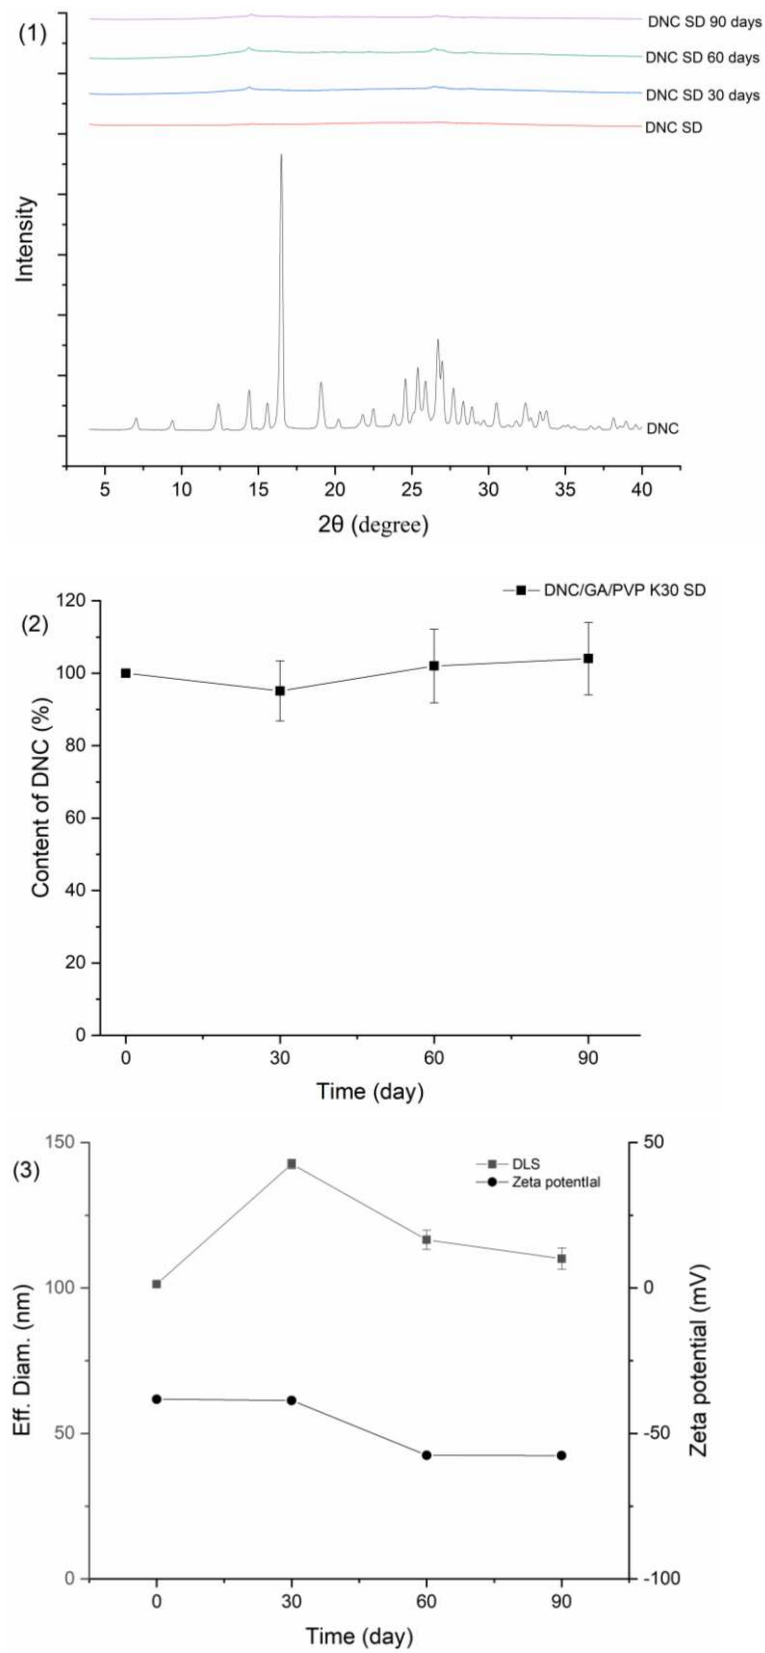 (1)
DNC SD 90 days
DNC SD 60 days
DNC SD 30 days
DNC SD
Intensity
DNC
5 10 15 20 25 30 35 40
2θ (degree)
(2)
DNC/GA/PVP K30 SD
120
100
80
60
40
20
0
Content of DNC (%)
0 30 60 90
Time (day)
(3)
DLS
Zeta potential
150
100
50
0
Eff. Diam. (nm)
50
0
-50
-100
Zeta potential (mV)
0 30 60 90
Time (day)